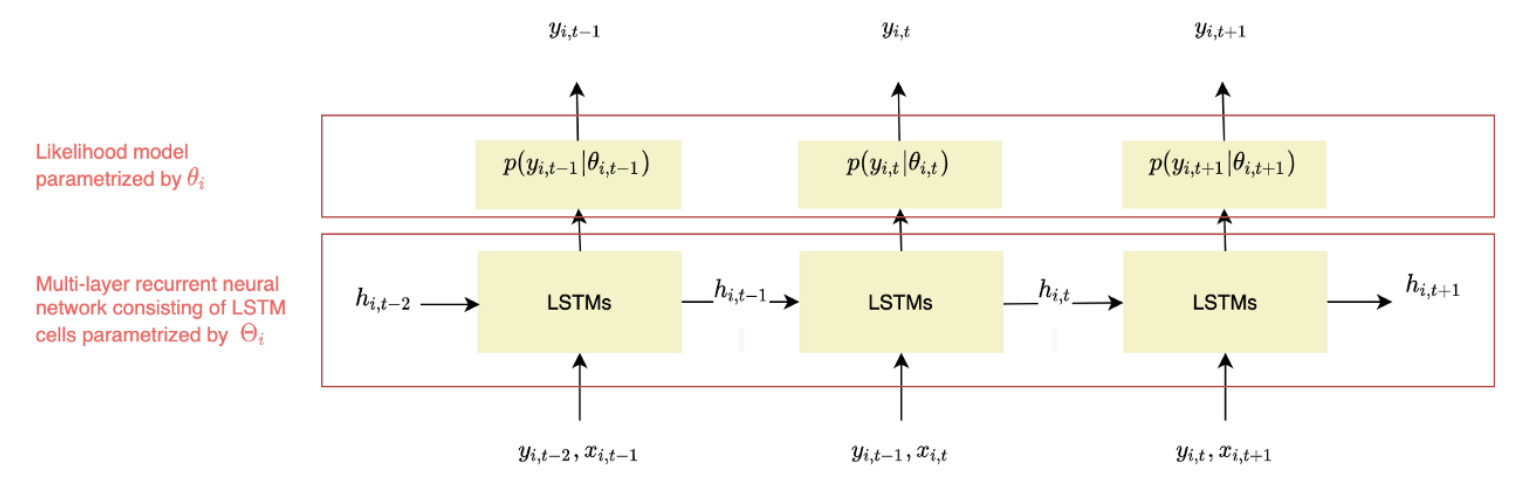 y_{i,t-1} y_{i,t} y_{i,t+1}
Likelihood model
parametrized by θ_i
p(y_{i,t-1}|θ_{i,t-1}) p(y_{i,t}|θ_{i,t}) p(y_{i,t+1}|θ_{i,t+1})
Multi-layer recurrent neural
network consisting of LSTM
cells parametrized by Θ_i
h_{i,t-2} LSTMs h_{i,t-1} LSTMs h_{i,t} LSTMs h_{i,t+1}
y_{i,t-2}, x_{i,t-1} y_{i,t-1}, x_{i,t} y_{i,t}, x_{i,t+1}